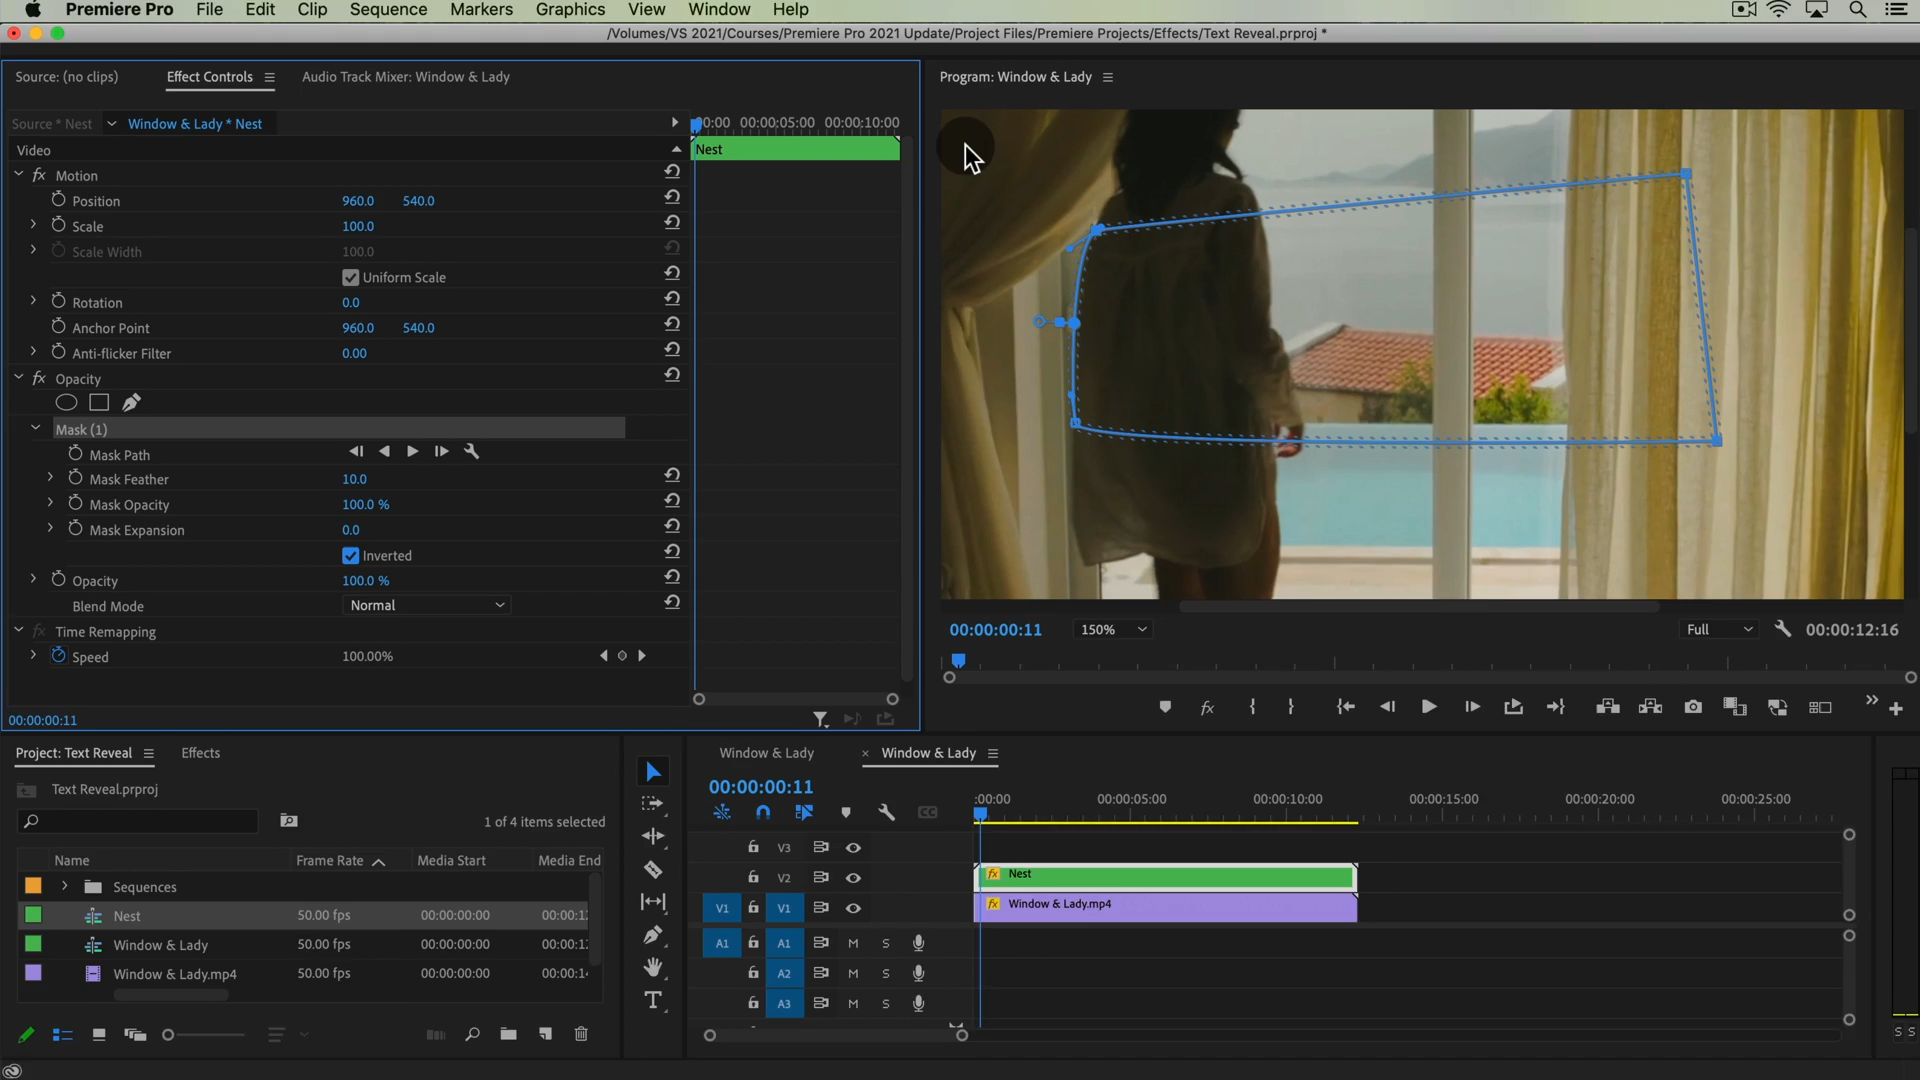 Premiere Pro File Edit Clip Sequence Markers Graphics View Window Help
/Volumes/VS 2021/Courses/Premiere Pro 2021 Update/Project Files/Premiere Projects/Effects/Text Reveal.prproj *
Source: (no clips) Effect Controls Audio Track Mixer: Window & Lady
Program: Window & Lady
Source * Nest Window & Lady * Nest
00:00 00:00:05:00 00:00:10:00
Video
Nest
fx Motion
Position 960.0 540.0
Scale 100.0
Scale Width 100.0
Uniform Scale
Rotation 0.0
Anchor Point 960.0 540.0
Anti-flicker Filter 0.00
fx Opacity
Mask (1)
Mask Path
Mask Feather 10.0
Mask Opacity 100.0 %
Mask Expansion 0.0
Inverted
Opacity 100.0 %
Blend Mode Normal
fx Time Remapping
Speed 100.00%
00:00:00:11
00:00:00:11 150% Full 00:00:12:16
fx
Project: Text Reveal Effects
Text Reveal.prproj
1 of 4 items selected
Name Frame Rate Media Start Media End
Sequences
Nest 50.00 fps 00:00:00:00 00:00:12
Window & Lady 50.00 fps 00:00:00:00 00:00:12
Window & Lady.mp4 50.00 fps 00:00:00:00 00:00:14
T
Window & Lady × Window & Lady
00:00:00:11
CC
:00:00 00:00:05:00 00:00:10:00 00:00:15:00 00:00:20:00 00:00:25:00
V3
V2 fx Nest
V1 V1 fx Window & Lady.mp4
A1 A1 M S
A2 M S
A3 M S
S S